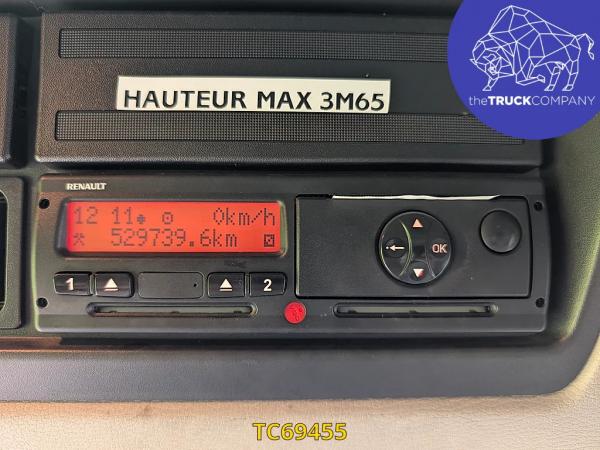 theTRUCKCOMPANY
HAUTEUR MAX 3M65
RENAULT
12 11 0km/h
529739.6km
1 2
OK
TC69455